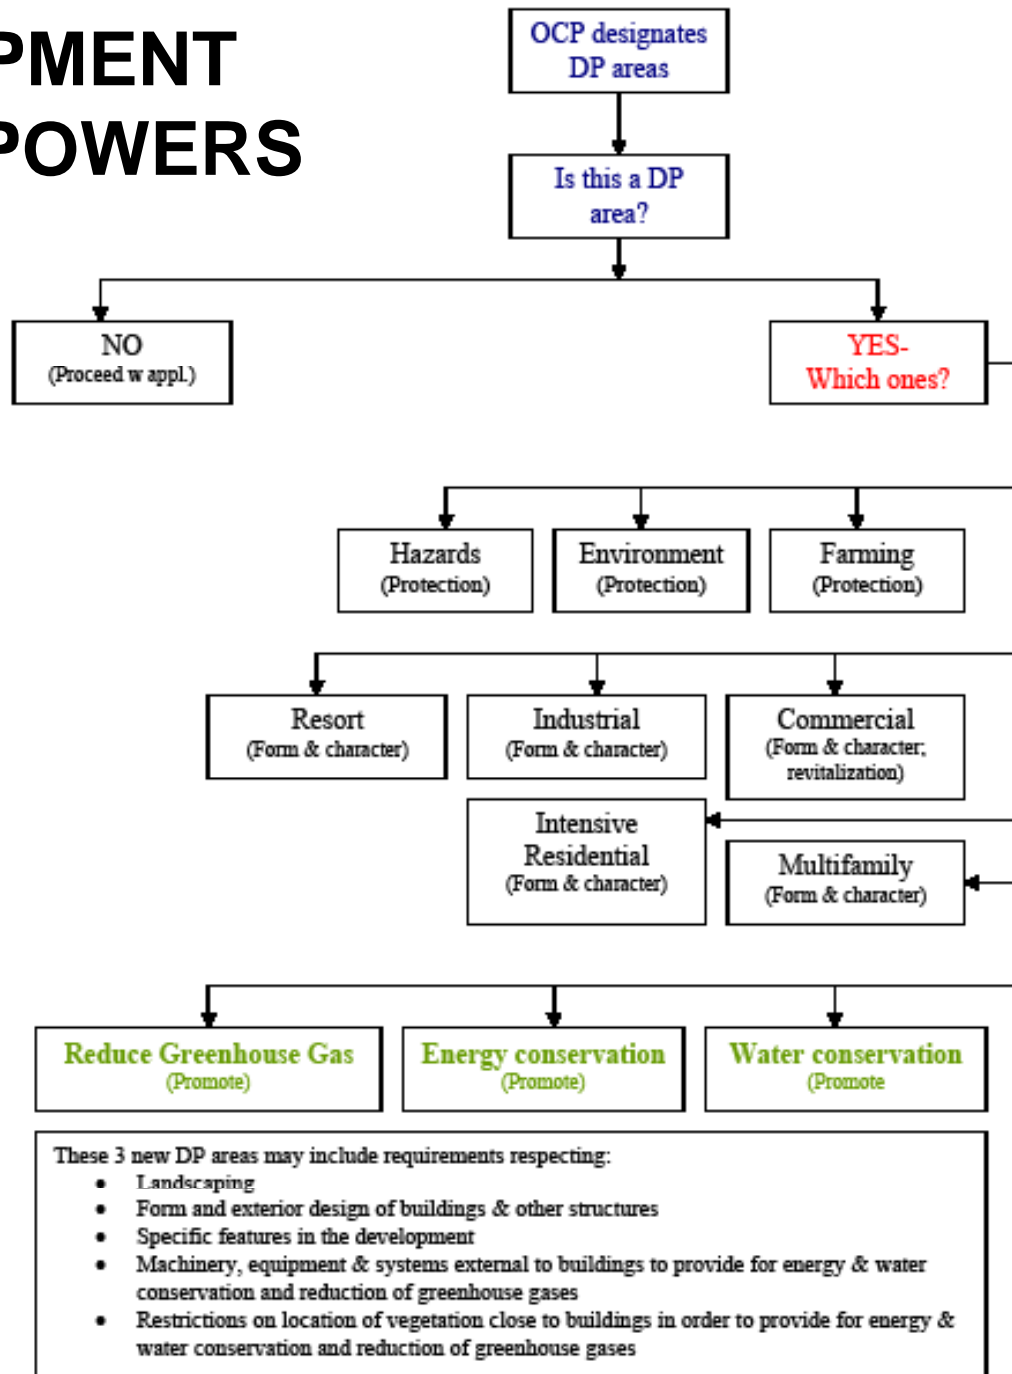 PMENT
POWERS
OCP designates
DP areas
Is this a DP
area?
NO
(Proceed w appl.)
YES-
Which ones?
Hazards
(Protection)
Environment
(Protection)
Farming
(Protection)
Resort
(Form & character)
Industrial
(Form & character)
Commercial
(Form & character;
revitalization)
Intensive
Residential
(Form & character)
Multifamily
(Form & character)
Reduce Greenhouse Gas
(Promote)
Energy conservation
(Promote)
Water conservation
(Promote
These 3 new DP areas may include requirements respecting:
• Landscaping
• Form and exterior design of buildings & other structures
• Specific features in the development
• Machinery, equipment & systems external to buildings to provide for energy & water
conservation and reduction of greenhouse gases
• Restrictions on location of vegetation close to buildings in order to provide for energy &
water conservation and reduction of greenhouse gases